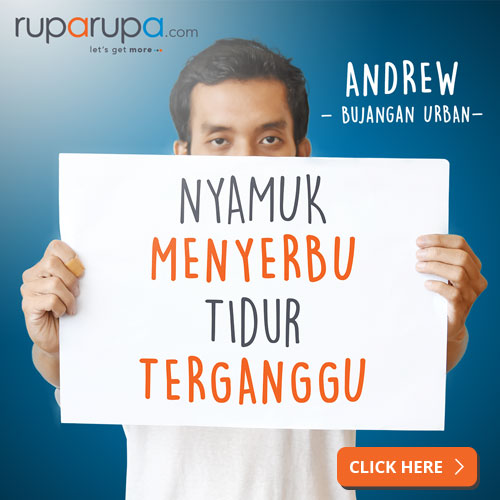 ruparupa.com
let's get more
ANDREW
- BUJANGAN URBAN-
NYAMUK
MENYERBU
TIDUR
TERGANGGU
CLICK HERE